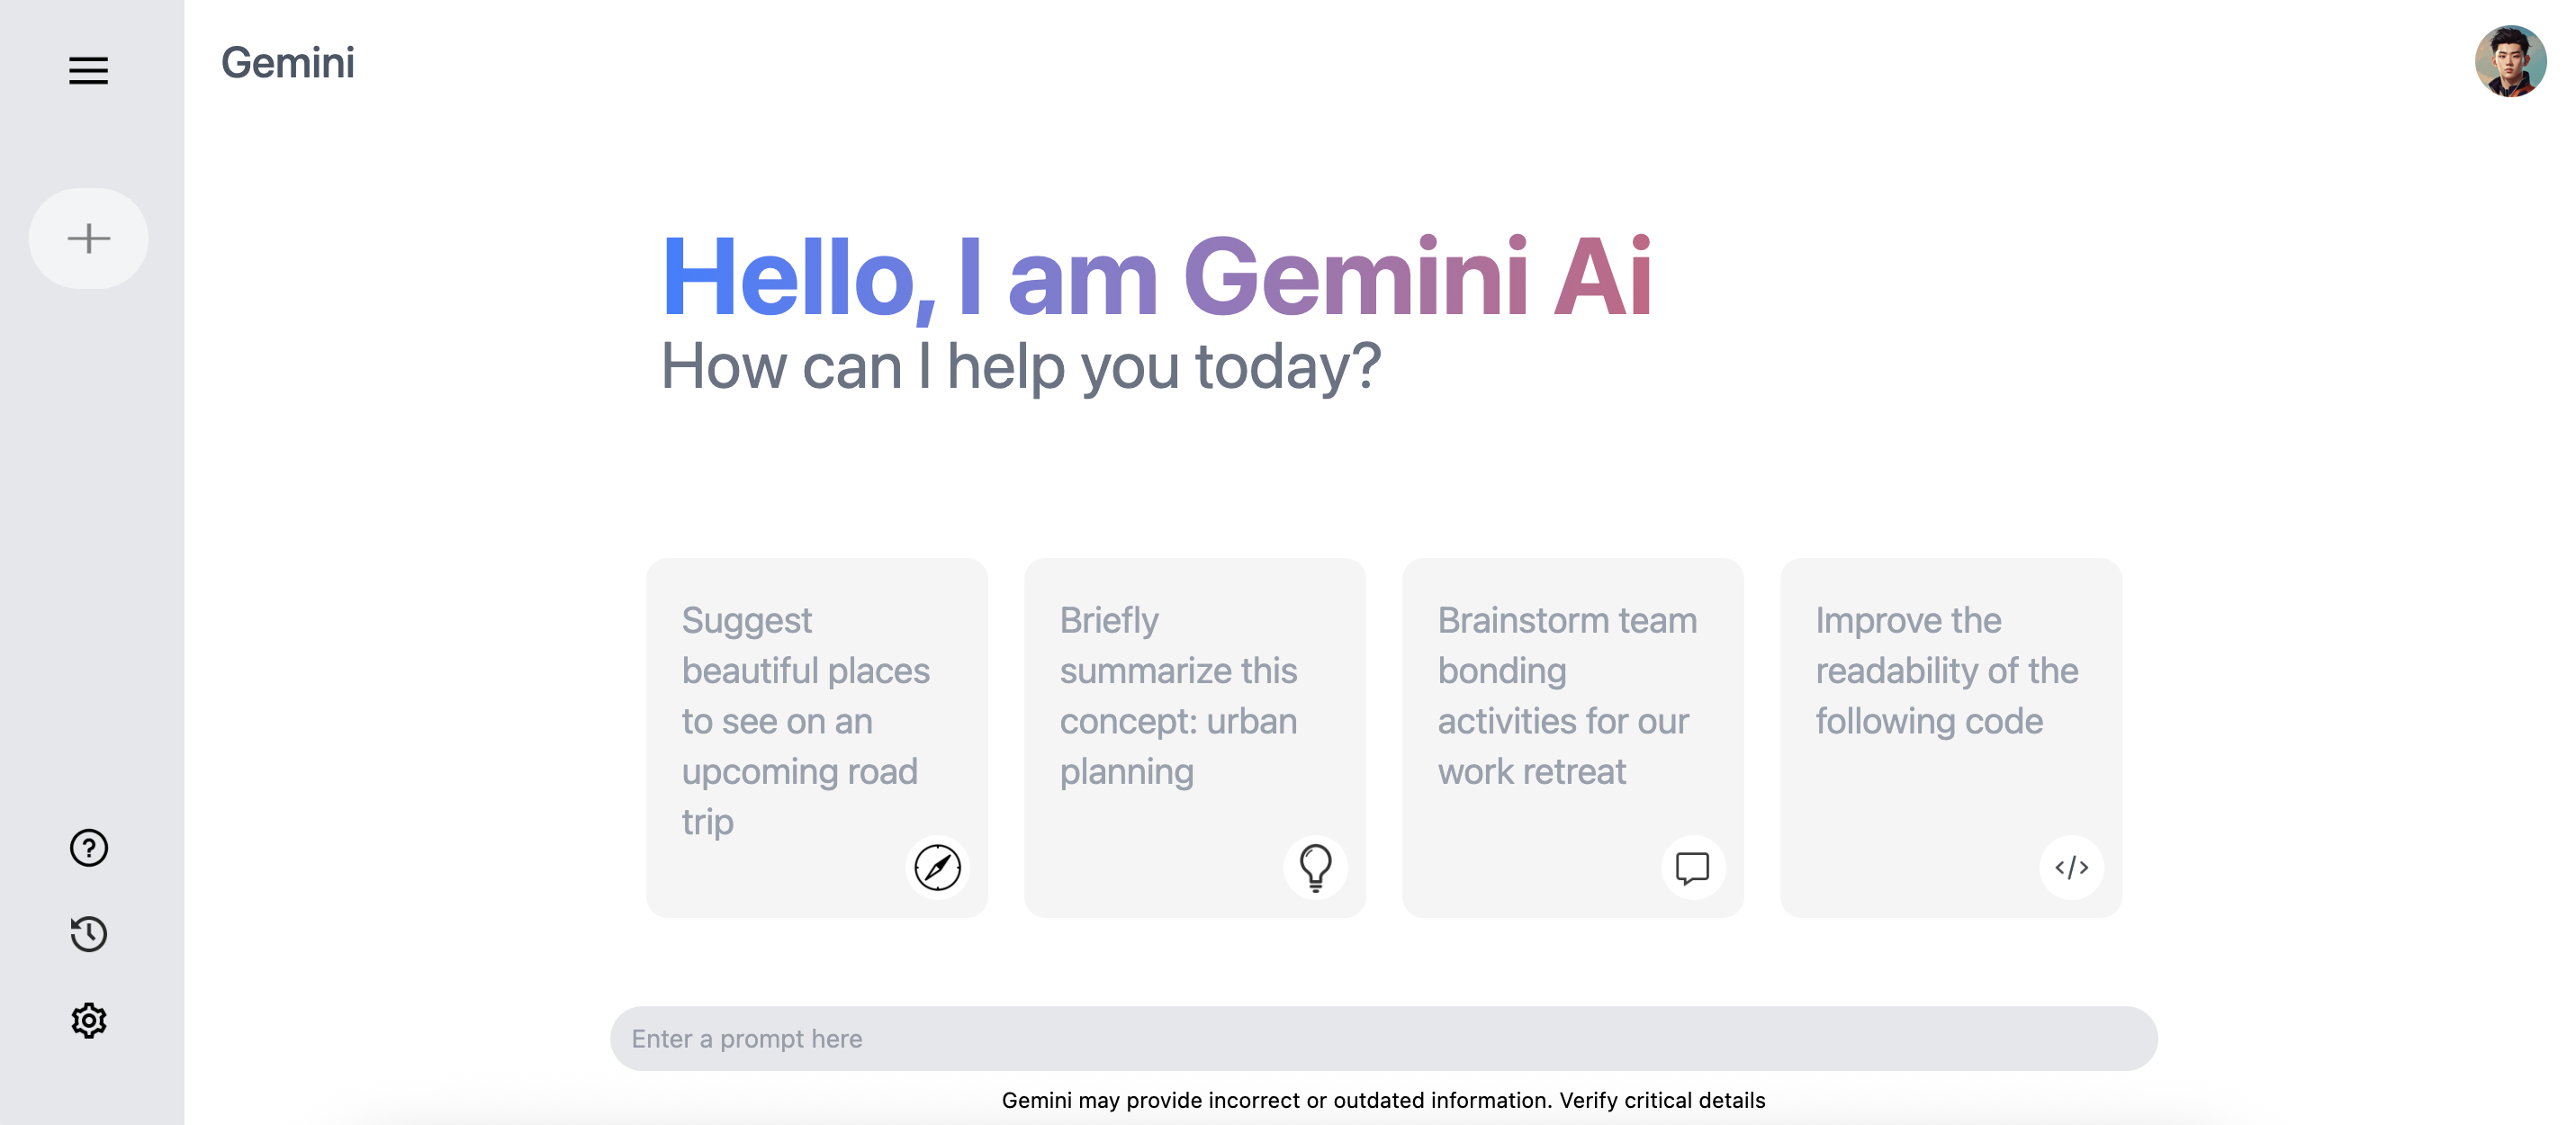 Gemini
Hello, I am Gemini Ai
How can I help you today?
Suggest
beautiful places
to see on an
upcoming road
trip
Briefly
summarize this
concept: urban
planning
Brainstorm team
bonding
activities for our
work retreat
Improve the
readability of the
following code
Enter a prompt here
Gemini may provide incorrect or outdated information. Verify critical details